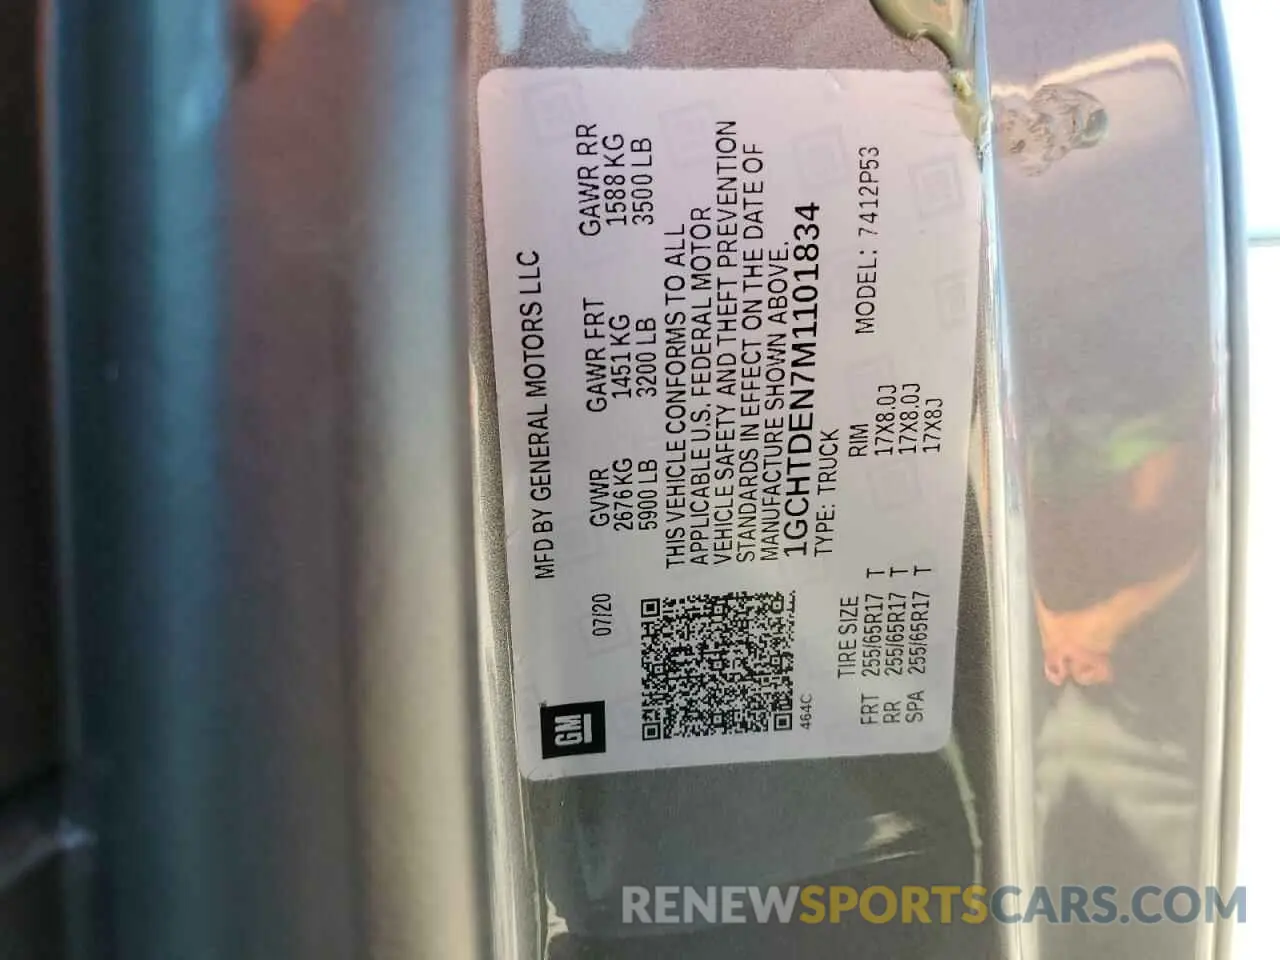 MFD BY GENERAL MOTORS LLC
GM
07/20
GVWR GAWR FRT GAWR RR
2676 KG 1451 KG 1588 KG
5900 LB 3200 LB 3500 LB
THIS VEHICLE CONFORMS TO ALL
APPLICABLE U.S. FEDERAL MOTOR
VEHICLE SAFETY AND THEFT PREVENTION
STANDARDS IN EFFECT ON THE DATE OF
MANUFACTURE SHOWN ABOVE.
1GCHTDEN7M1101834
464C
TYPE: TRUCK
MODEL: 7412P53
TIRE SIZE RIM
FRT 255/65R17 T 17X8.0J
RR 255/65R17 T 17X8.0J
SPA 255/65R17 T 17X8J
RENEWSPORTSCARS.COM